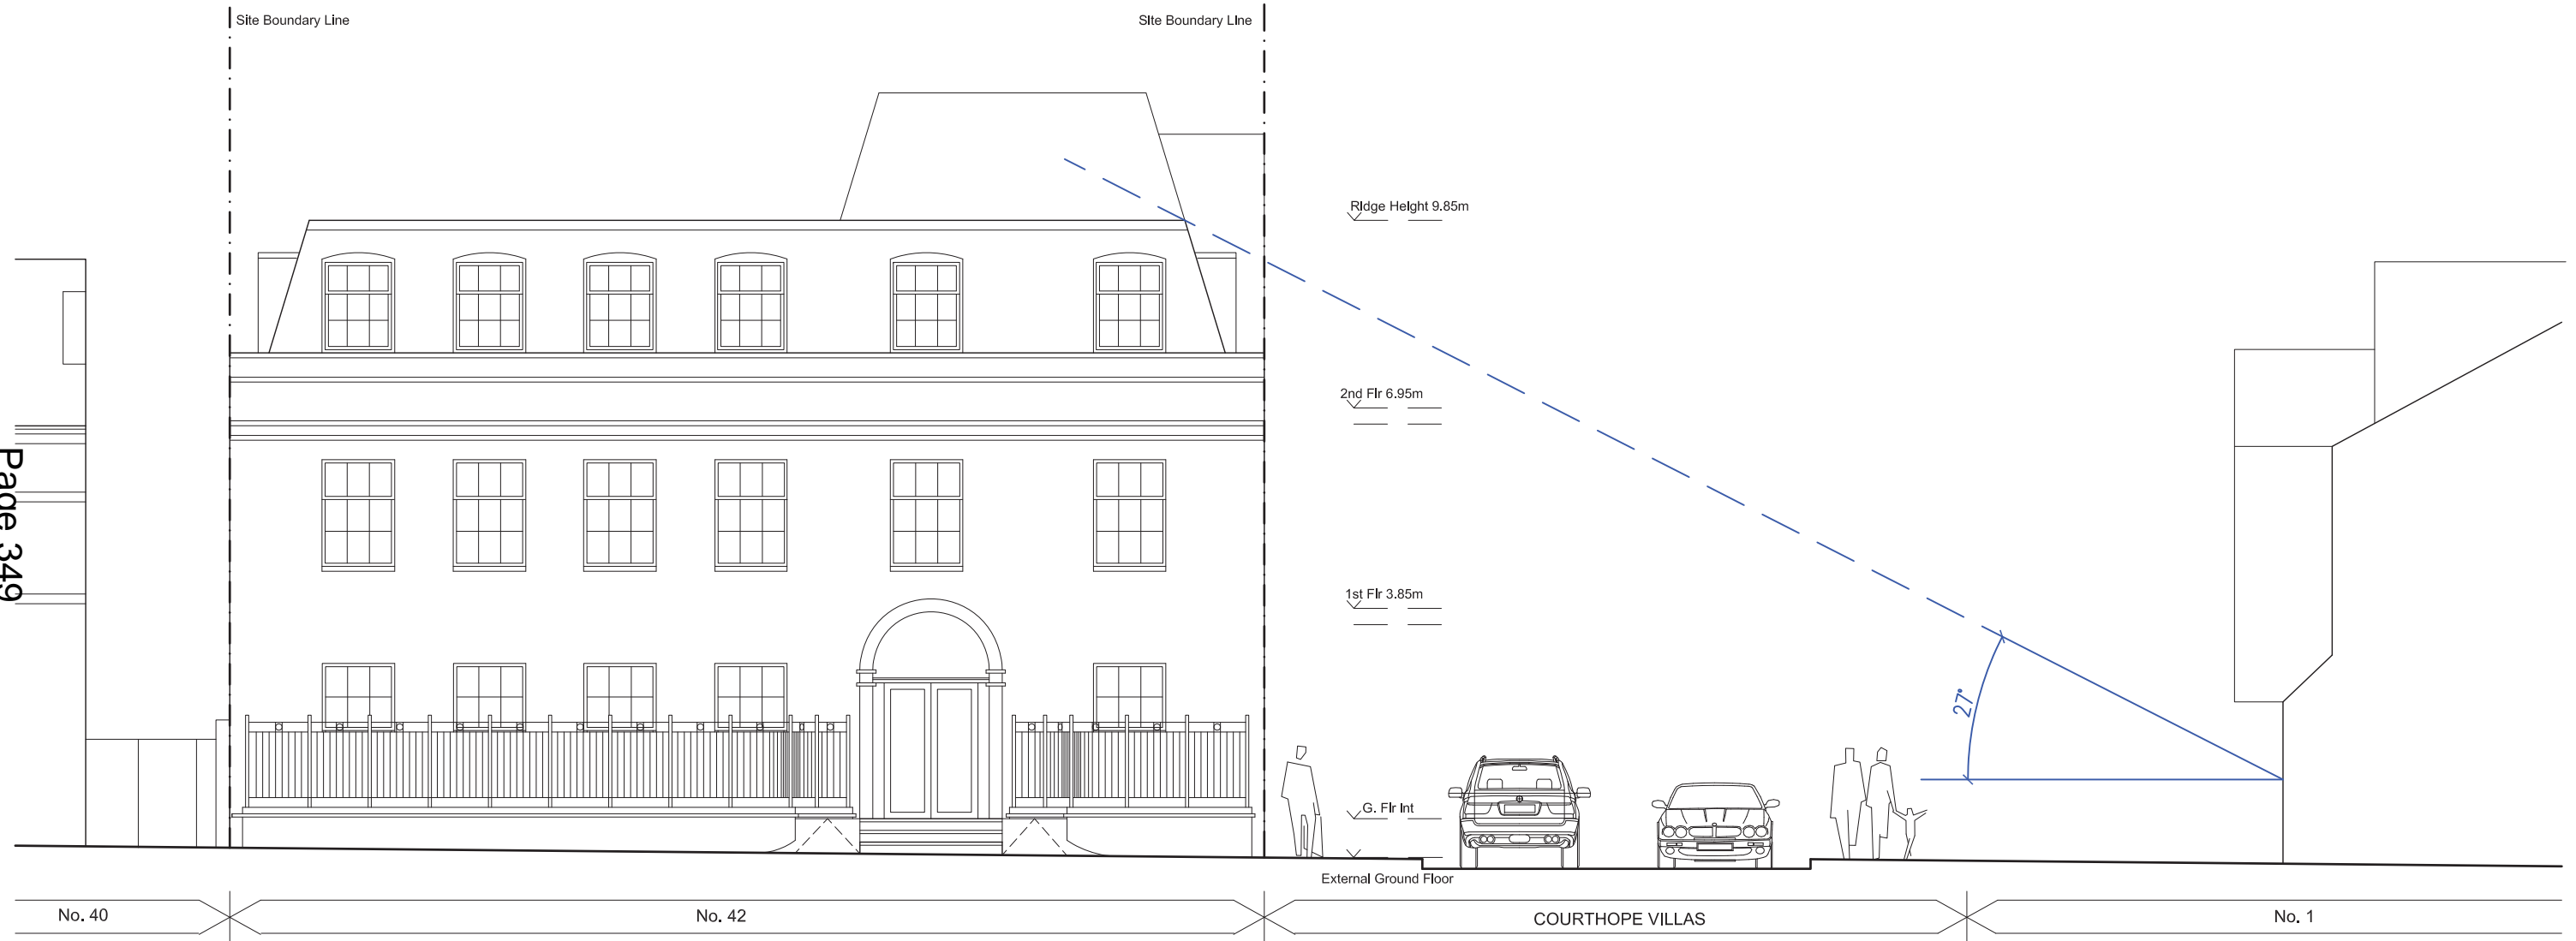 Site Boundary Line
Site Boundary Line
Ridge Height 9.85m
2nd Flr 6.95m
Page 349
1st Flr 3.85m
27°
G. Flr Int
External Ground Floor
No. 40
No. 42
COURTHOPE VILLAS
No. 1